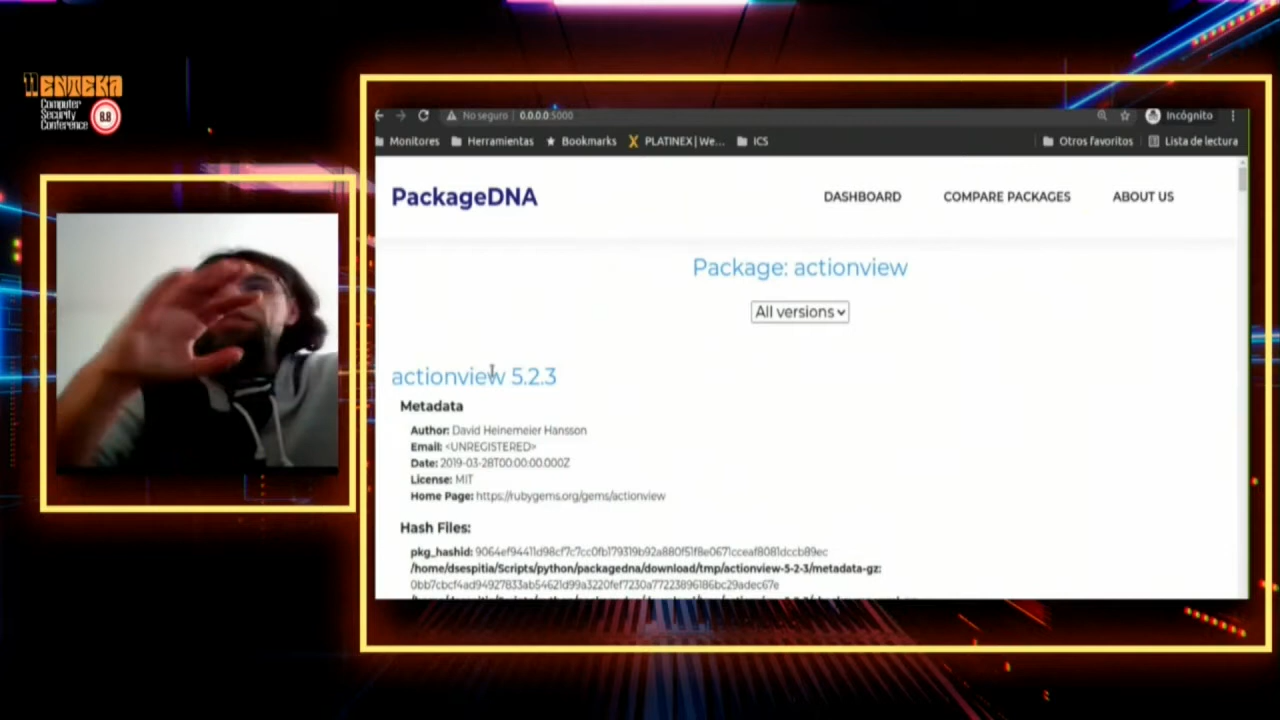 11 ENTEKA
Computer
Security
Conference
8.8
No seguro | 0.0.0.0:5000
Incógnito
Monitores
Herramientas
Bookmarks
PLATINEX | We...
ICS
Otros favoritos
Lista de lectura
PackageDNA
DASHBOARD
COMPARE PACKAGES
ABOUT US
Package: actionview
All versions
actionview 5.2.3
Metadata
Author: David Heinemeier Hansson
Email: <UNREGISTERED>
Date: 2019-03-28T00:00:00.000Z
License: MIT
Home Page: https://rubygems.org/gems/actionview
Hash Files:
pkg_hashid:
/home/dsespitia/Scripts/python/packagedna/download/tmp/actionview-5-2-3/metadata-gz: